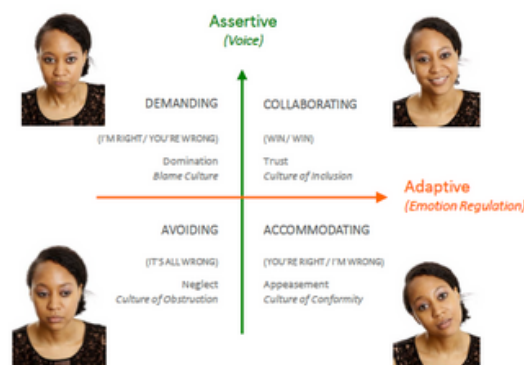 Assertive
(Voice)
DEMANDING
(I'M RIGHT / YOU'RE WRONG)
Domination
Blame Culture
COLLABORATING
(WIN / WIN)
Trust
Culture of Inclusion
Adaptive
(Emotion Regulation)
AVOIDING
(IT'S ALL WRONG)
Neglect
Culture of Obstruction
ACCOMMODATING
(YOU'RE RIGHT / I'M WRONG)
Appeasement
Culture of Conformity